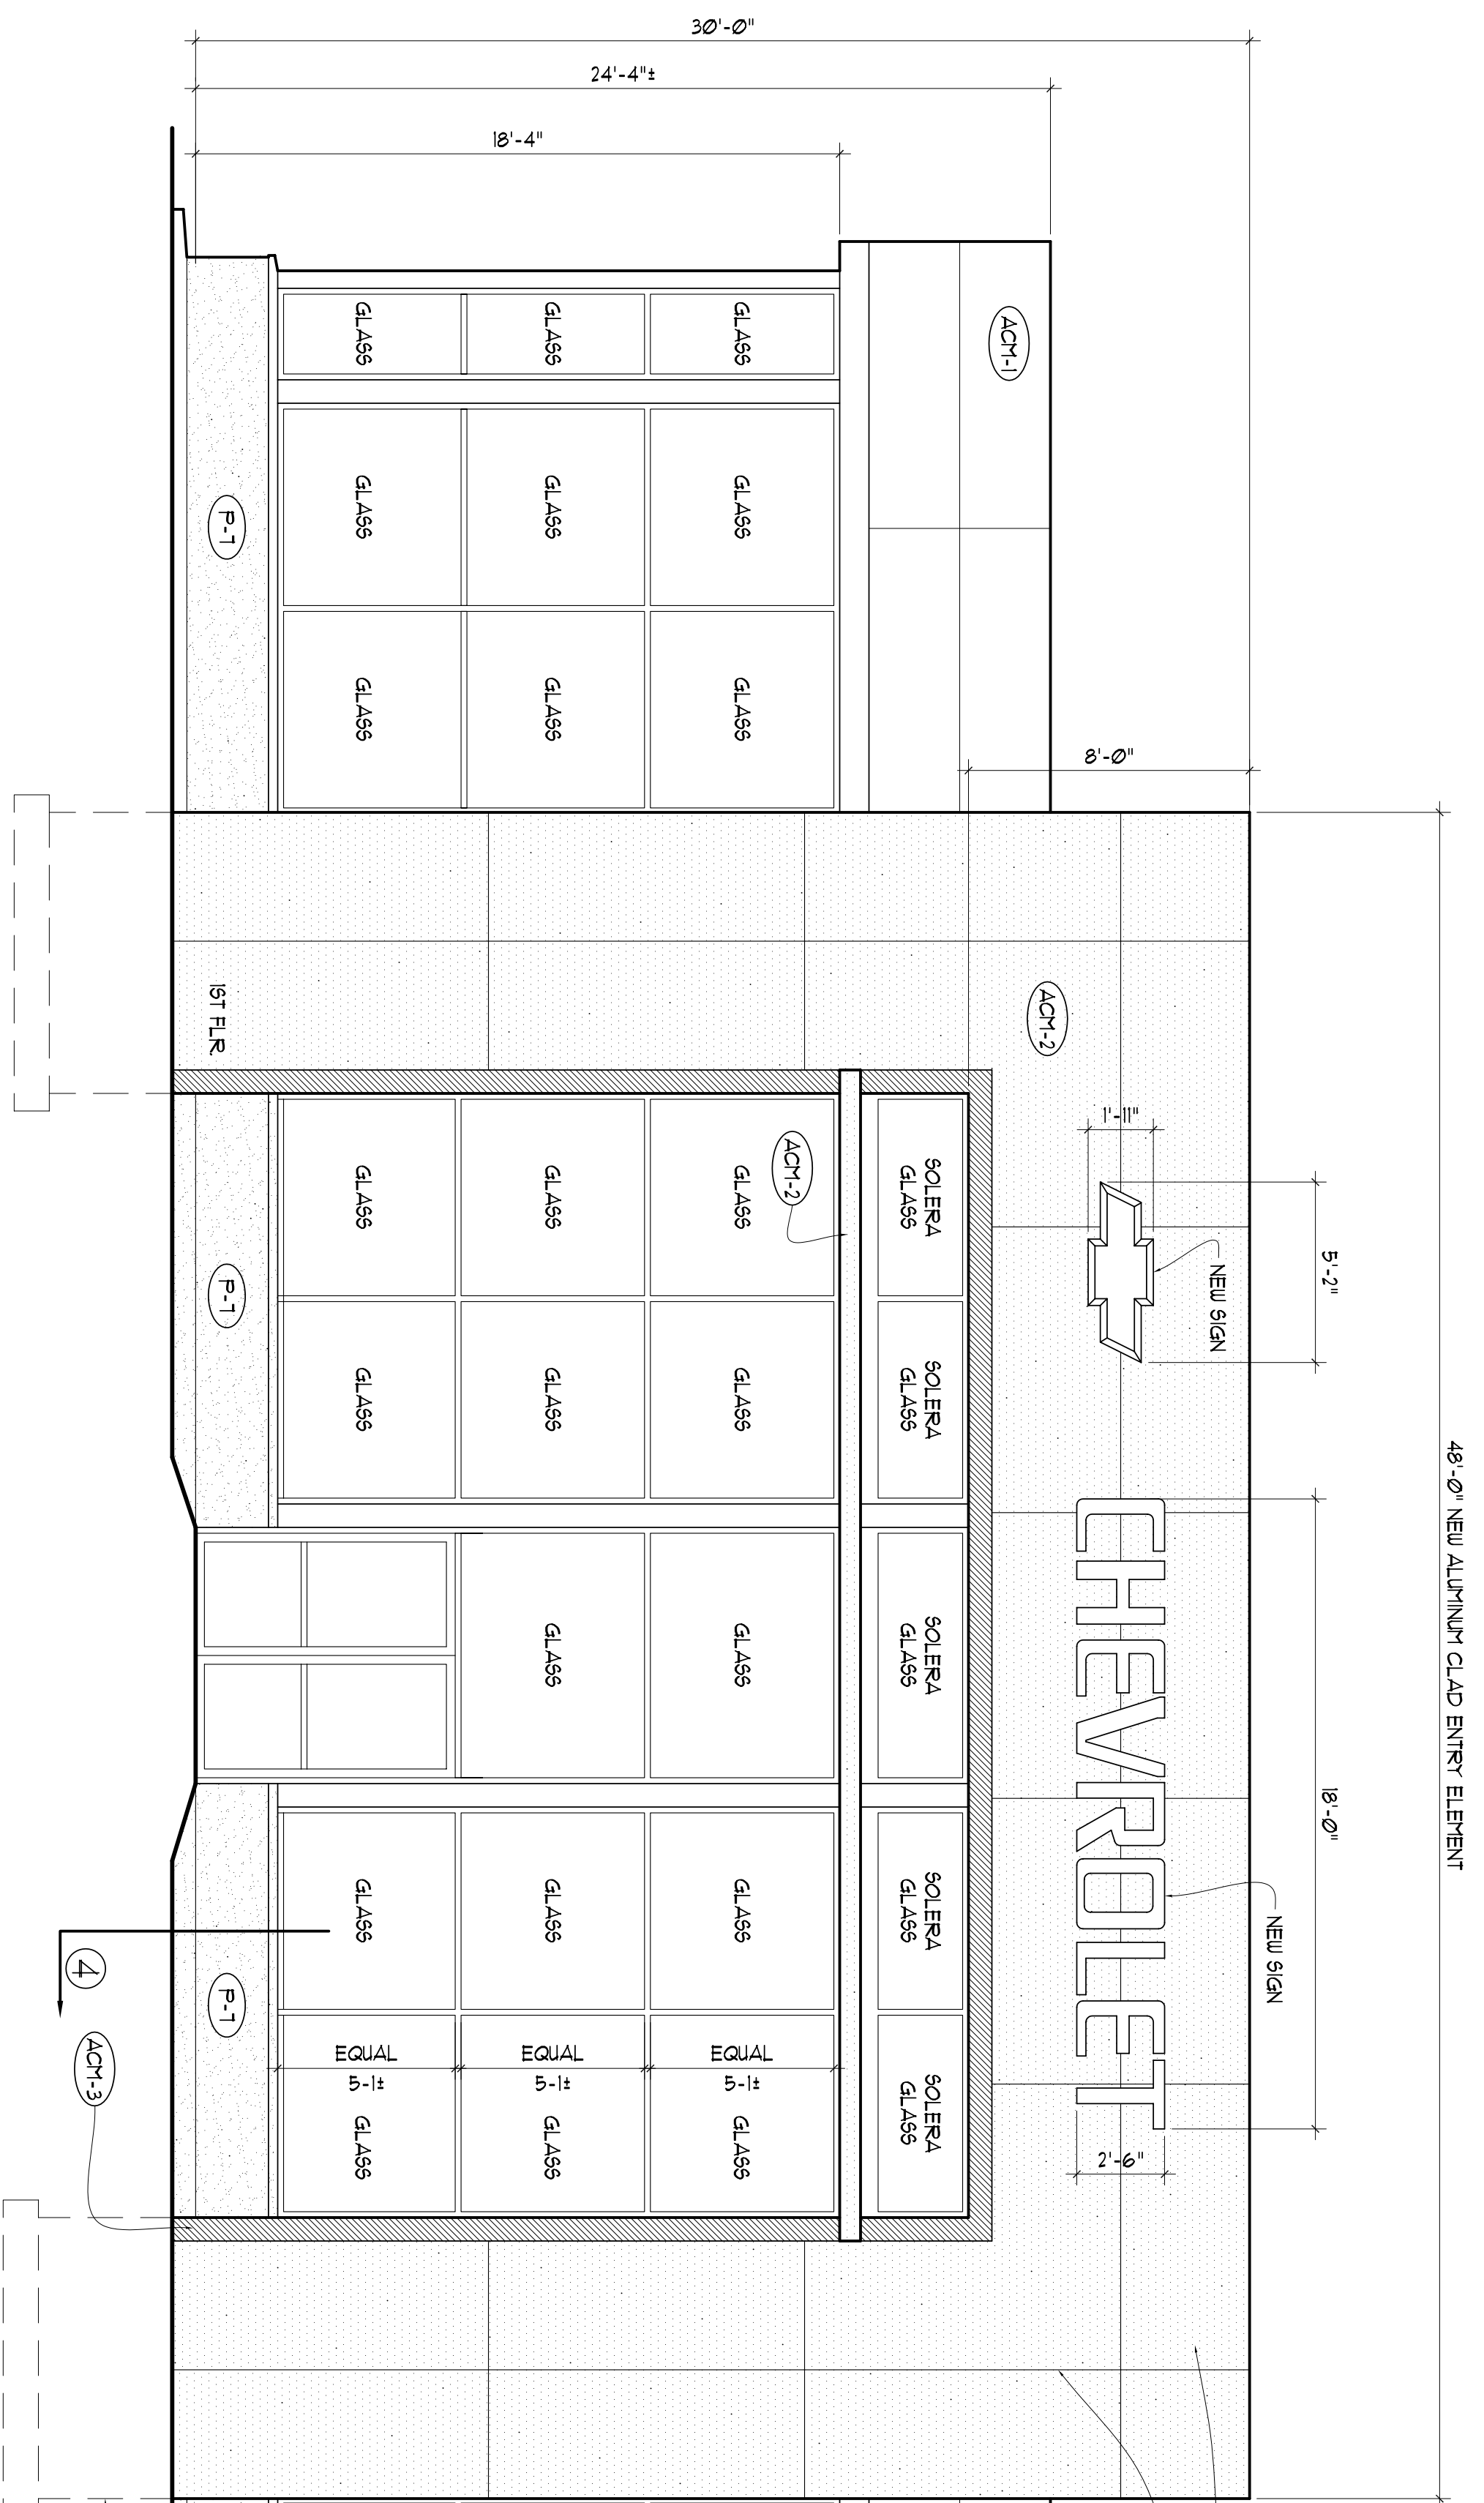 48'-0" NEW ALUMINUM CLAD ENTRY ELEMENT
5'-2"
18'-0"
NEW SIGN
NEW SIGN
1'-11"
CHEVROLET
2'-6"
30'-0"
24'-4"±
18'-4"
8'-0"
ACM-1
ACM-2
SOLERA
GLASS
SOLERA
GLASS
SOLERA
GLASS
SOLERA
GLASS
SOLERA
GLASS
ACM-2
GLASS
GLASS
GLASS
GLASS
GLASS
GLASS
GLASS
EQUAL
5-1±
GLASS
GLASS
GLASS
GLASS
GLASS
GLASS
GLASS
GLASS
EQUAL
5-1±
GLASS
GLASS
GLASS
GLASS
GLASS
GLASS
GLASS
EQUAL
5-1±
GLASS
P-7
1ST FLR.
P-7
P-7
4
ACM-3